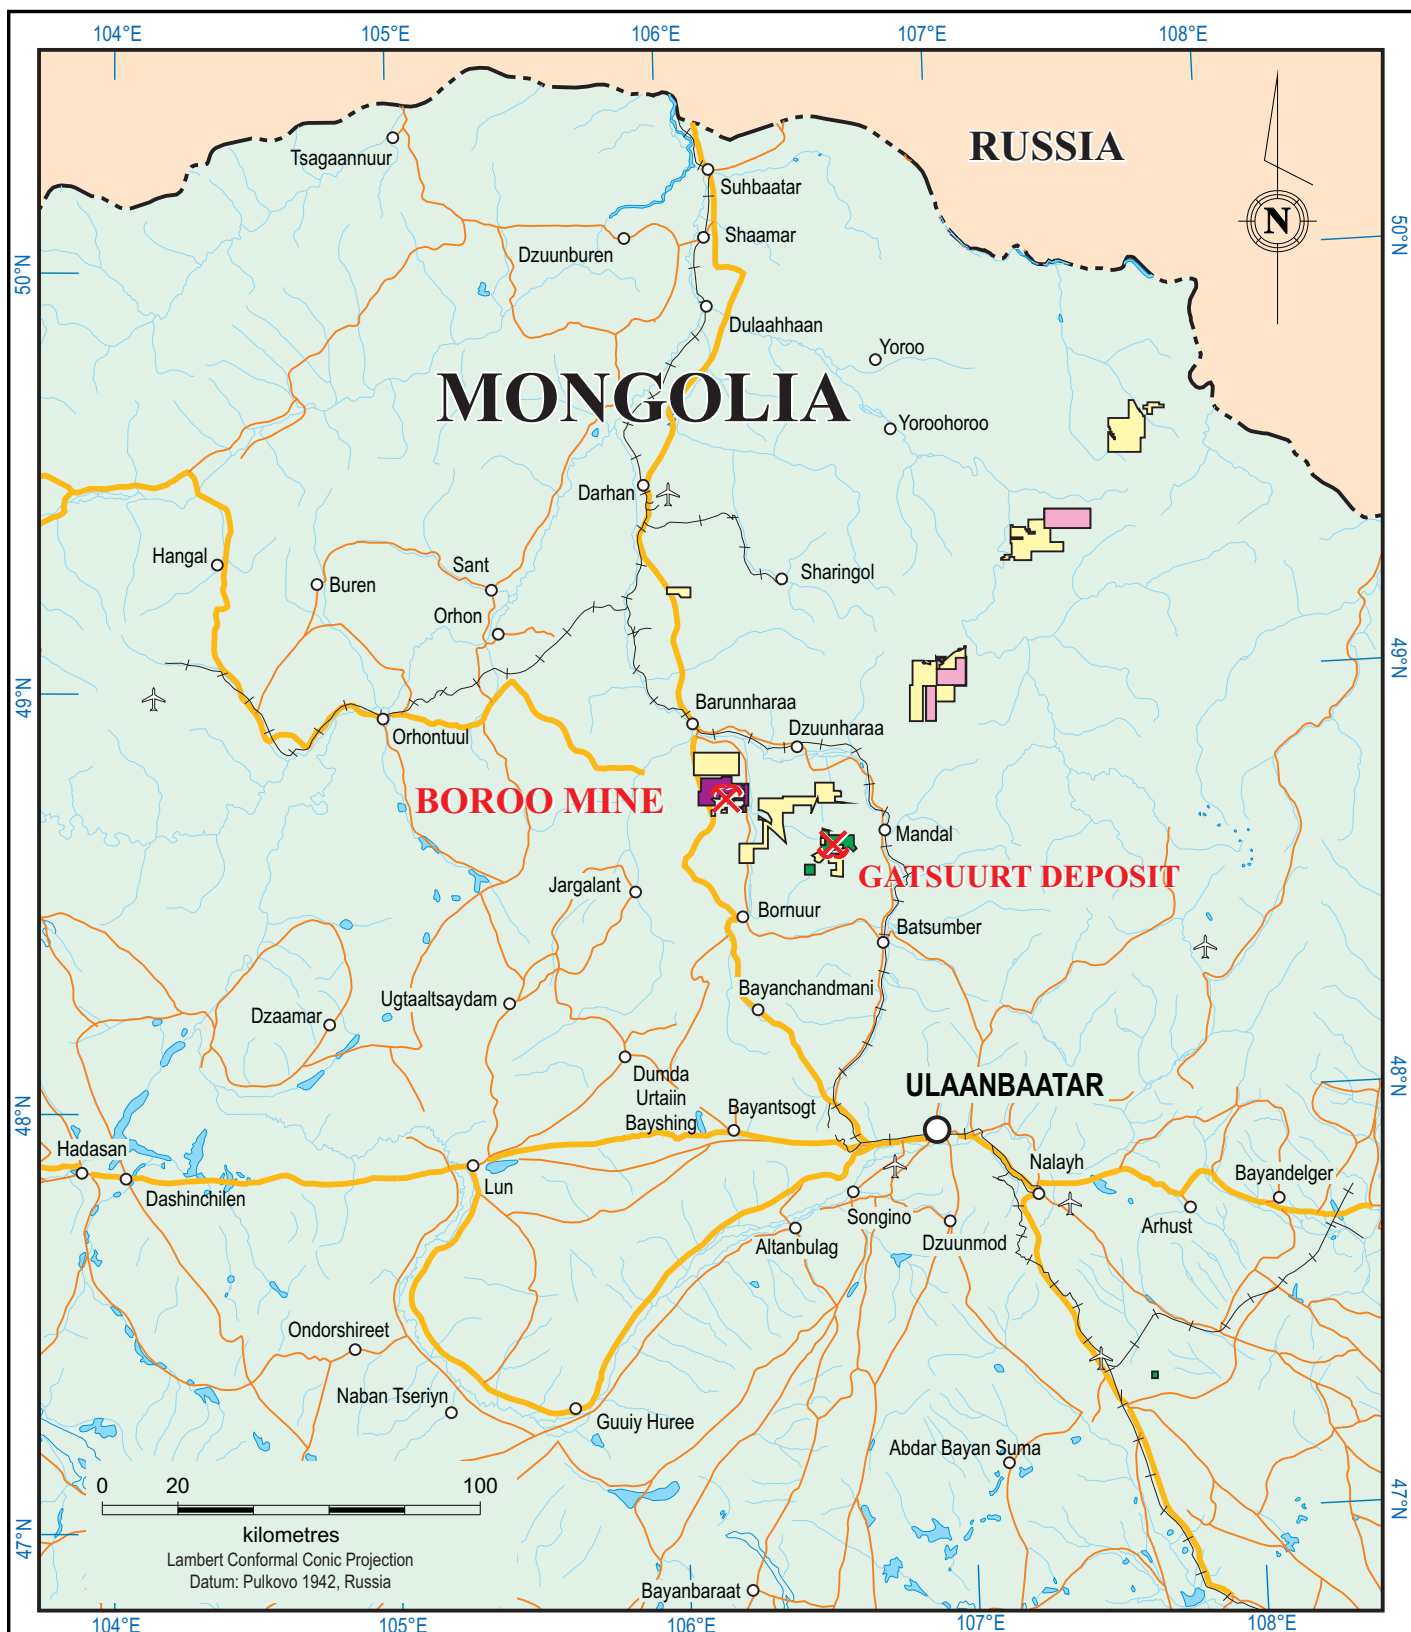 104°E
105°E
106°E
107°E
108°E
RUSSIA
N
Tsagaannuur
Suhbaatar
Shaamar
Dzuunburen
50°N
50°N
Dulaahhaan
Yoroo
MONGOLIA
Yoroohoroo
Darhan
Hangal
Buren
Sant
Sharingol
Orhon
49°N
49°N
Barunnharaa
Dzuunharaa
Orhontuul
BOROO MINE
Mandal
GATSUURT DEPOSIT
Jargalant
Bornuur
Batsumber
Bayanchandmani
Ugtaaltsaydam
Dzaamar
Dumda
Urtaiin
Bayshing
Bayantsogt
ULAANBAATAR
48°N
48°N
Hadasan
Dashinchilen
Lun
Nalayh
Bayandelger
Songino
Arhust
Altanbulag
Dzuunmod
Ondorshireet
Naban Tseriyn
Guuiy Huree
Abdar Bayan Suma
0 20 100
kilometres
Lambert Conformal Conic Projection
Datum: Pulkovo 1942, Russia
47°N
47°N
Bayanbaraat
104°E
105°E
106°E
107°E
108°E